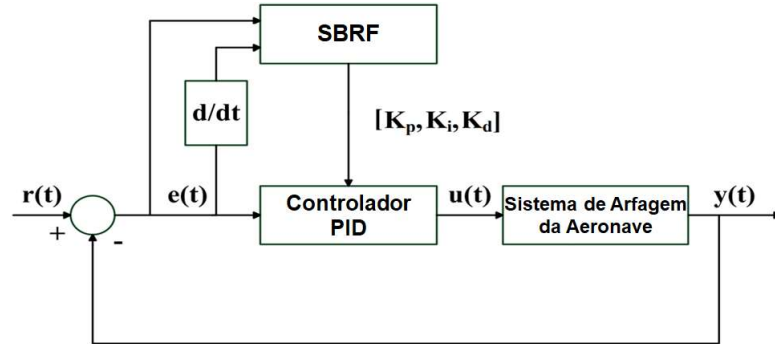 SBRF
d/dt
[Kp,Ki,Kd]
r(t)
e(t)
Controlador
PID
u(t)
Sistema de Arfagem
da Aeronave
y(t)
+
-